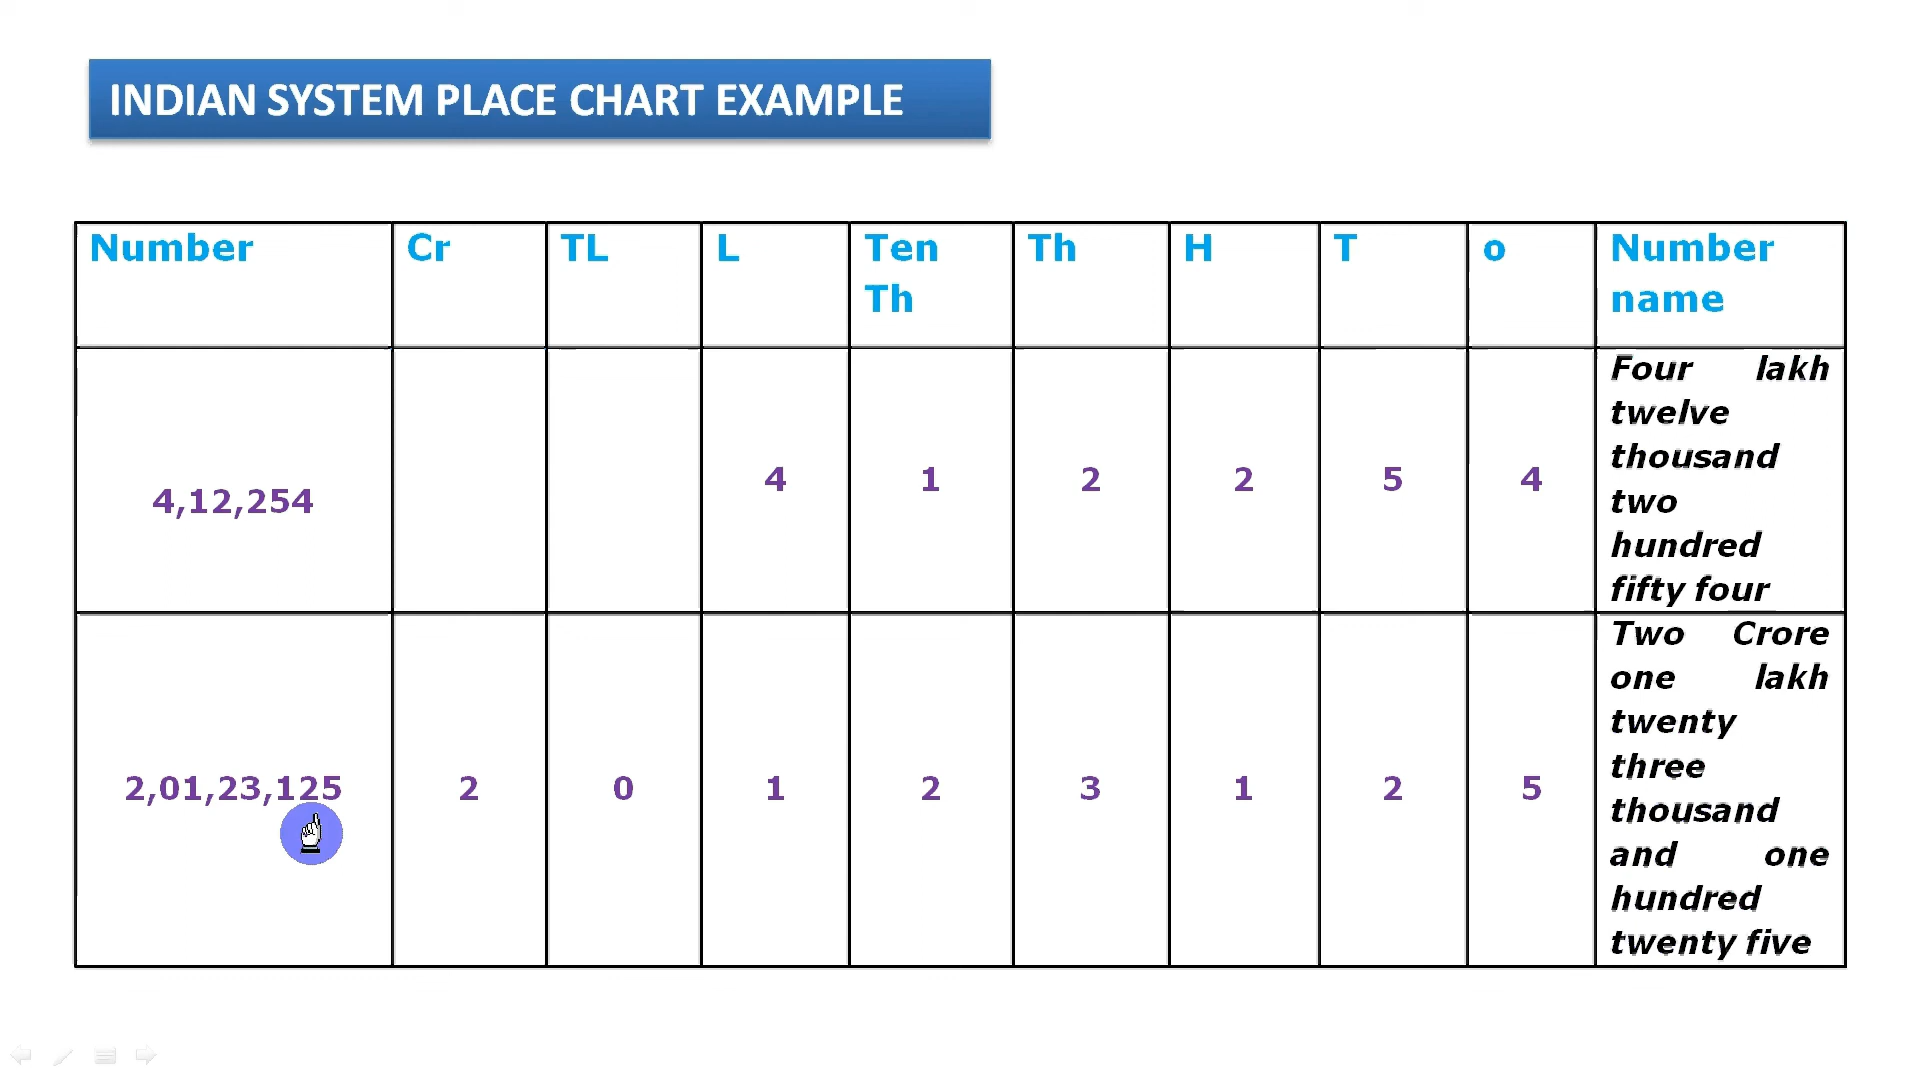 INDIAN SYSTEM PLACE CHART EXAMPLE
Number Cr TL L Ten Th Th H T o Number name
4,12,254 4 1 2 2 5 4
Four lakh
twelve
thousand
two
hundred
fifty four
2,01,23,125 2 0 1 2 3 1 2 5
Two Crore
one lakh
twenty
three
thousand
and one
hundred
twenty five